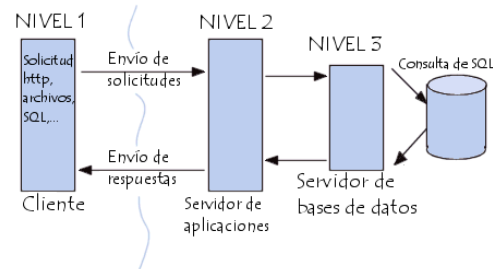 NIVEL 1
Solicitud
http,
archivos,
SQL,...
Cliente
Envío de
solicitudes
Envío de
respuestas
NIVEL 2
Servidor de
aplicaciones
NIVEL 3
Servidor de
bases de datos
Consulta de SQL